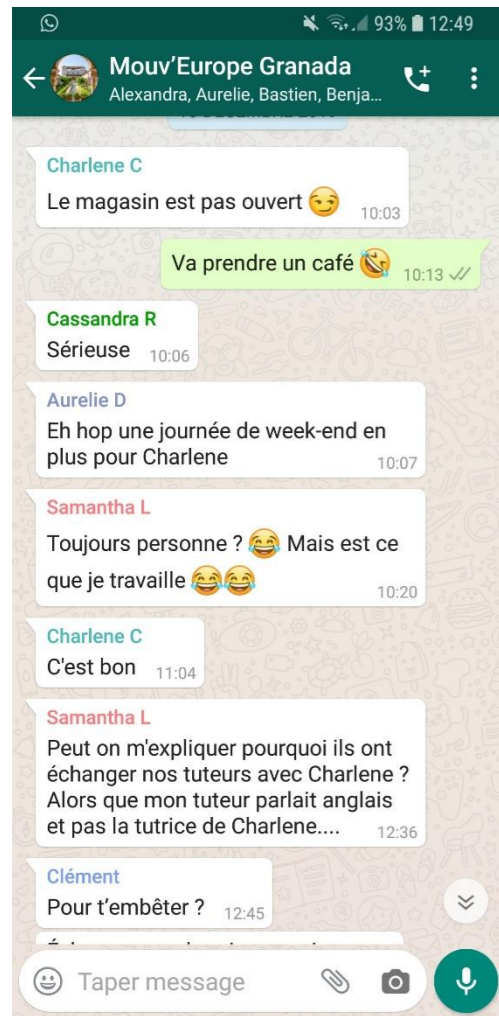 93% 12:49
Mouv'Europe Granada
Alexandra, Aurelie, Bastien, Benja...
Charlene C
Le magasin est pas ouvert 😏 10:03
Va prendre un café 🤣 10:13
Cassandra R
Sérieuse 10:06
Aurelie D
Eh hop une journée de week-end en
plus pour Charlene 10:07
Samantha L
Toujours personne ? 😂 Mais est ce
que je travaille 😂😂 10:20
Charlene C
C'est bon 11:04
Samantha L
Peut on m'expliquer pourquoi ils ont
échanger nos tuteurs avec Charlene ?
Alors que mon tuteur parlait anglais
et pas la tutrice de Charlene.... 12:36
Clément
Pour t'embêter ? 12:45
Taper message